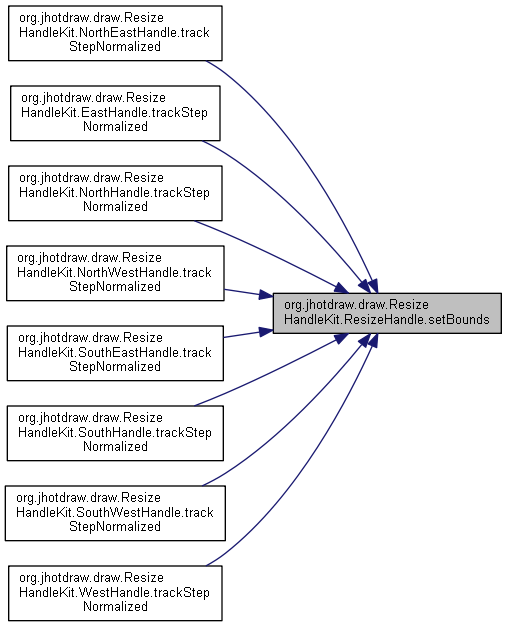 org.jhotdraw.draw.Resize
HandleKit.NorthEastHandle.track
StepNormalized
org.jhotdraw.draw.Resize
HandleKit.EastHandle.trackStep
Normalized
org.jhotdraw.draw.Resize
HandleKit.NorthHandle.trackStep
Normalized
org.jhotdraw.draw.Resize
HandleKit.NorthWestHandle.track
StepNormalized
org.jhotdraw.draw.Resize
HandleKit.ResizeHandle.setBounds
org.jhotdraw.draw.Resize
HandleKit.SouthEastHandle.track
StepNormalized
org.jhotdraw.draw.Resize
HandleKit.SouthHandle.trackStep
Normalized
org.jhotdraw.draw.Resize
HandleKit.SouthWestHandle.track
StepNormalized
org.jhotdraw.draw.Resize
HandleKit.WestHandle.trackStep
Normalized